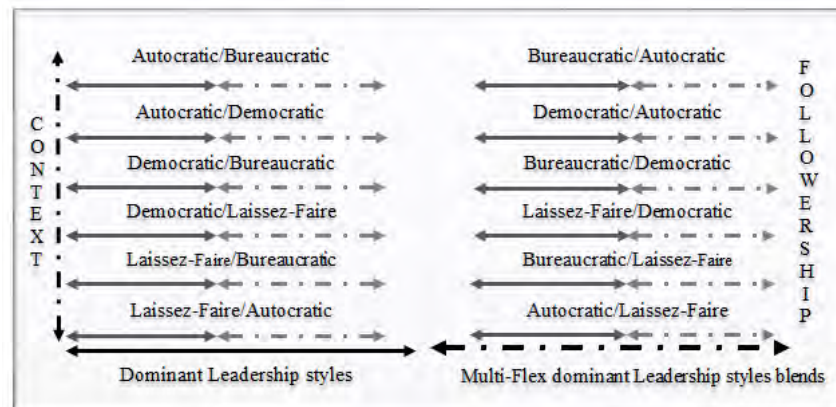 CONTEXT
Autocratic/Bureaucratic
Autocratic/Democratic
Democratic/Bureaucratic
Democratic/Laissez-Faire
Laissez-Faire/Bureaucratic
Laissez-Faire/Autocratic
Dominant Leadership styles
Bureaucratic/Autocratic
Democratic/Autocratic
Bureaucratic/Democratic
Laissez-Faire/Democratic
Bureaucratic/Laissez-Faire
Autocratic/Laissez-Faire
Multi-Flex dominant Leadership styles blends
FOLLOWERSHIP